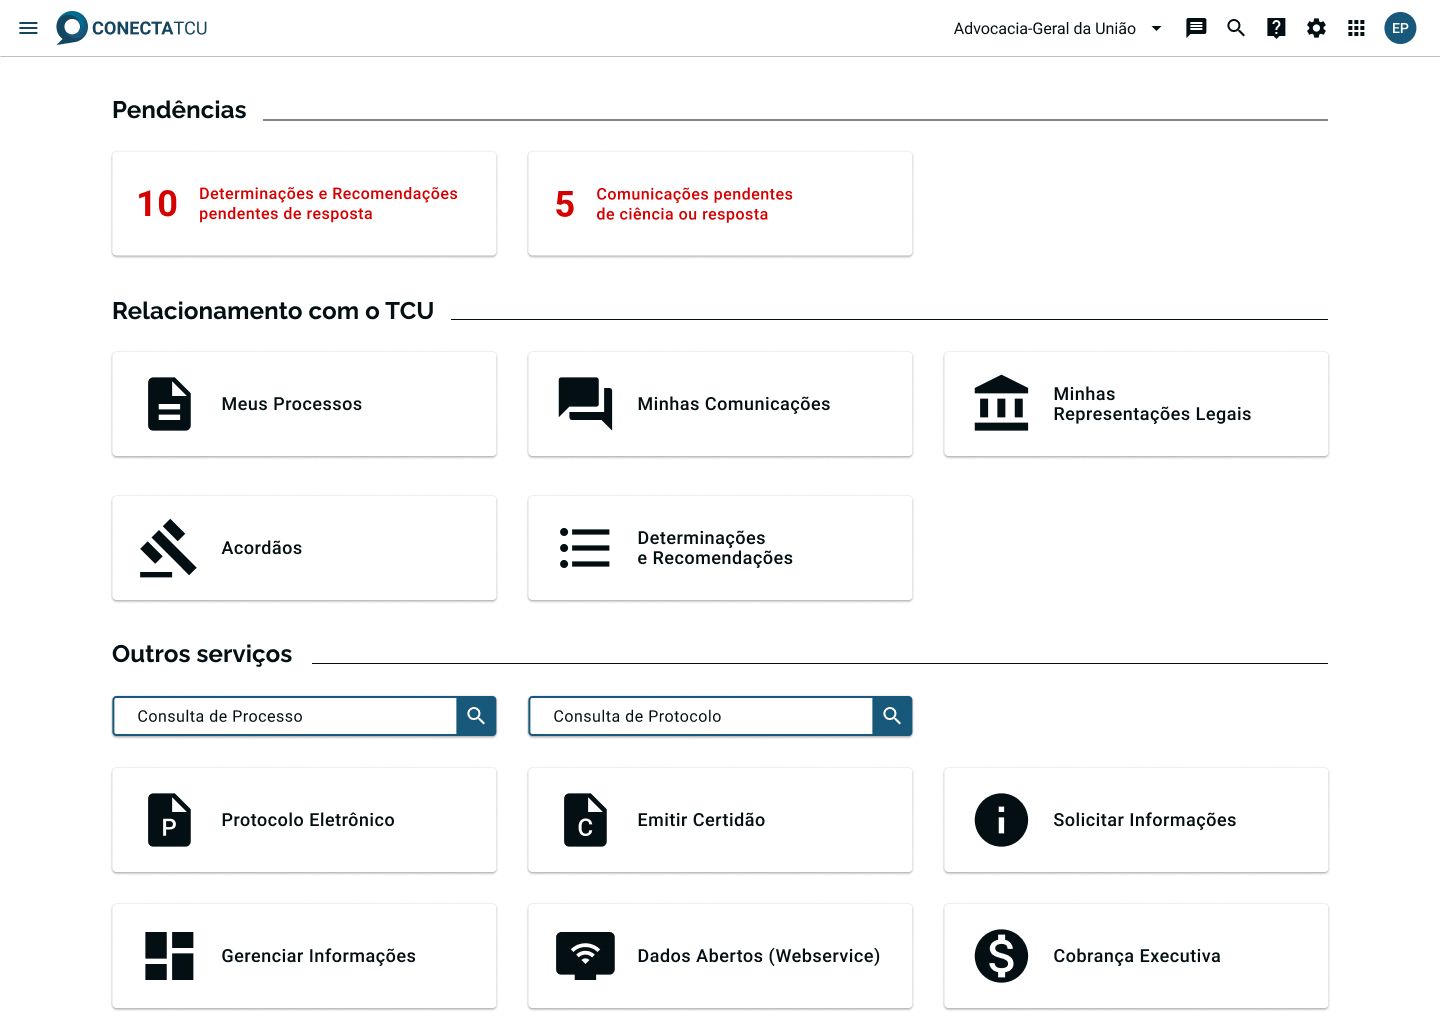 CONECTATCU
Advocacia-Geral da União
EP
Pendências
10
Determinações e Recomendações
pendentes de resposta
5
Comunicações pendentes
de ciência ou resposta
Relacionamento com o TCU
Meus Processos
Minhas Comunicações
Minhas
Representações Legais
Acordãos
Determinações
e Recomendações
Outros serviços
Consulta de Processo
Consulta de Protocolo
P
Protocolo Eletrônico
C
Emitir Certidão
Solicitar Informações
Gerenciar Informações
Dados Abertos (Webservice)
Cobrança Executiva